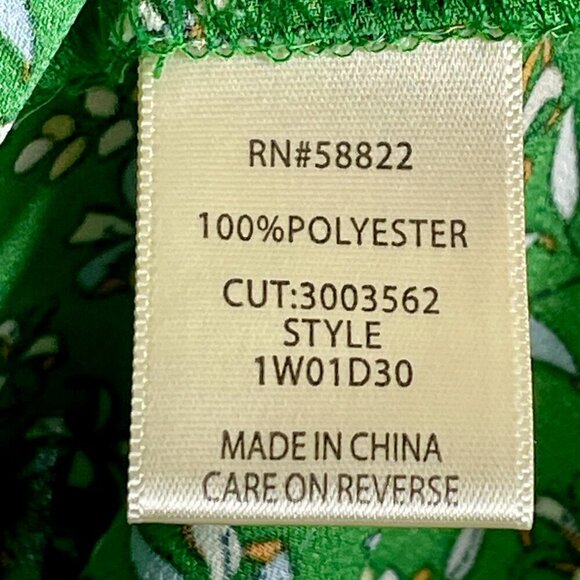 RN#58822
100%POLYESTER
CUT:3003562
STYLE
1W01D30
MADE IN CHINA
CARE ON REVERSE